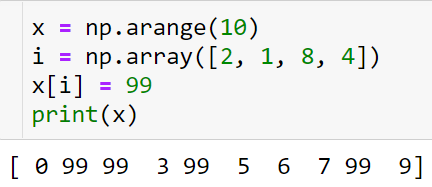 x = np.arange(10)
i = np.array([2, 1, 8, 4])
x[i] = 99
print(x)
[ 0 99 99  3 99  5  6  7 99  9]